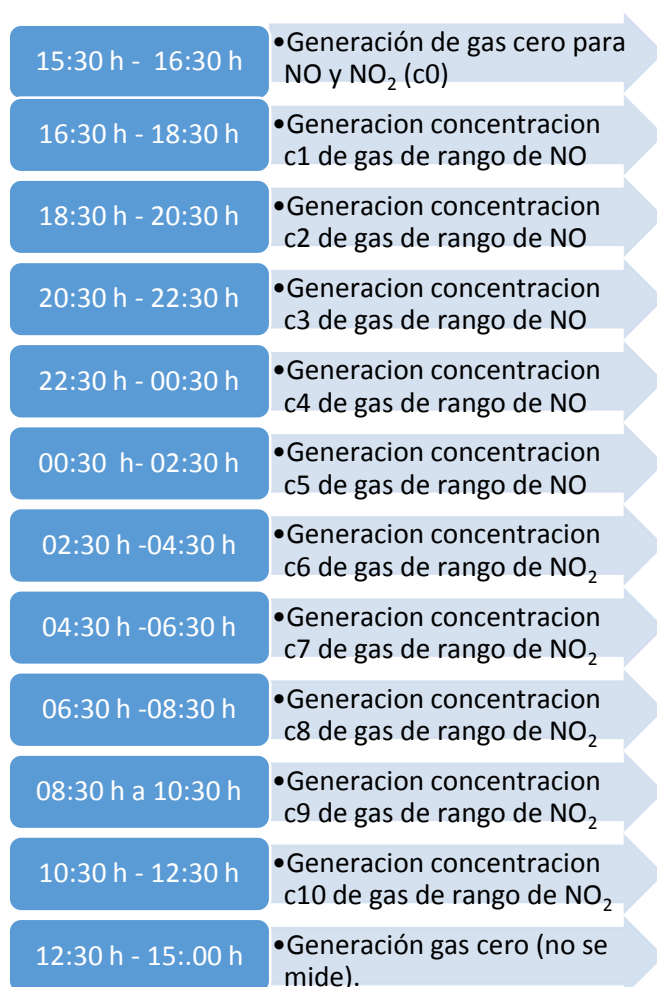 15:30 h - 16:30 h
•Generación de gas cero para
NO y NO₂ (c0)
16:30 h - 18:30 h
•Generacion concentracion
c1 de gas de rango de NO
18:30 h - 20:30 h
•Generacion concentracion
c2 de gas de rango de NO
20:30 h - 22:30 h
•Generacion concentracion
c3 de gas de rango de NO
22:30 h - 00:30 h
•Generacion concentracion
c4 de gas de rango de NO
00:30 h- 02:30 h
•Generacion concentracion
c5 de gas de rango de NO
02:30 h -04:30 h
•Generacion concentracion
c6 de gas de rango de NO₂
04:30 h -06:30 h
•Generacion concentracion
c7 de gas de rango de NO₂
06:30 h -08:30 h
•Generacion concentracion
c8 de gas de rango de NO₂
08:30 h a 10:30 h
•Generacion concentracion
c9 de gas de rango de NO₂
10:30 h - 12:30 h
•Generacion concentracion
c10 de gas de rango de NO₂
12:30 h - 15:.00 h
•Generación gas cero (no se
mide).